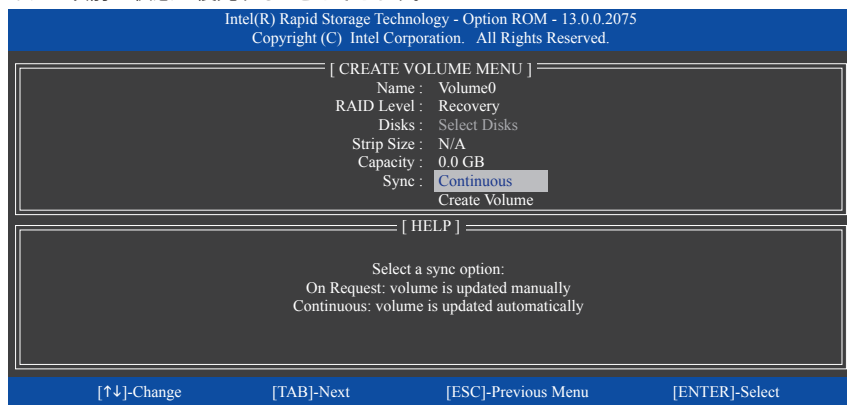 Intel(R) Rapid Storage Technology - Option ROM - 13.0.0.2075
Copyright (C) Intel Corporation. All Rights Reserved.
[ CREATE VOLUME MENU ]
Name : Volume0
RAID Level : Recovery
Disks : Select Disks
Strip Size : N/A
Capacity : 0.0 GB
Sync : Continuous
Create Volume
[ HELP ]
Select a sync option:
On Request: volume is updated manually
Continuous: volume is updated automatically
[↑↓]-Change [TAB]-Next [ESC]-Previous Menu [ENTER]-Select